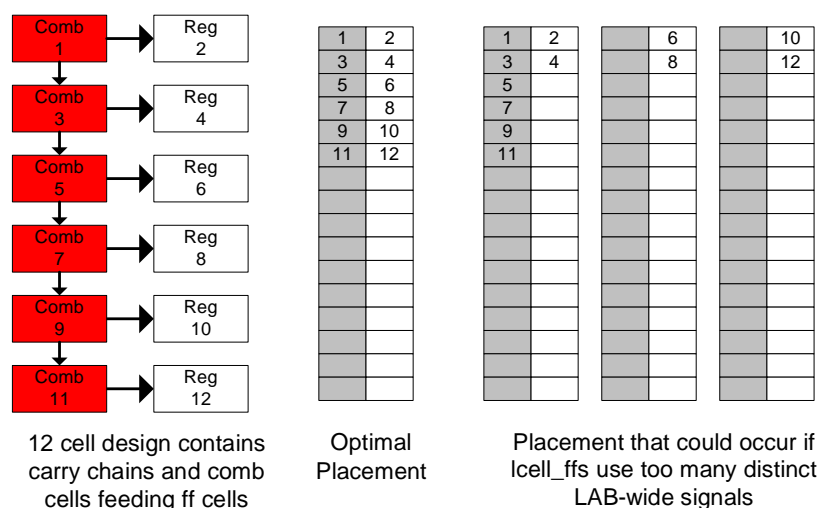 Comb
1
Reg
2
Comb
3
Reg
4
Comb
5
Reg
6
Comb
7
Reg
8
Comb
9
Reg
10
Comb
11
Reg
12
12 cell design contains
carry chains and comb
cells feeding ff cells
1 2
3 4
5 6
7 8
9 10
11 12
Optimal
Placement
1 2 6 10
3 4 8 12
5
7
9
11
Placement that could occur if
lcell_ffs use too many distinct
LAB-wide signals